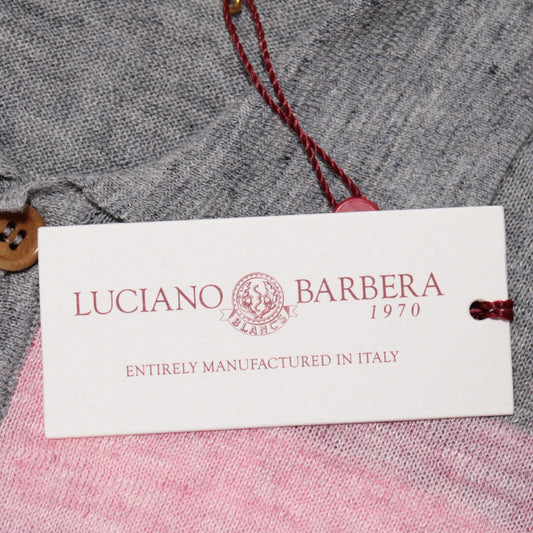 LUCIANO BARBERA
BLANCS
1970
ENTIRELY MANUFACTURED IN ITALY